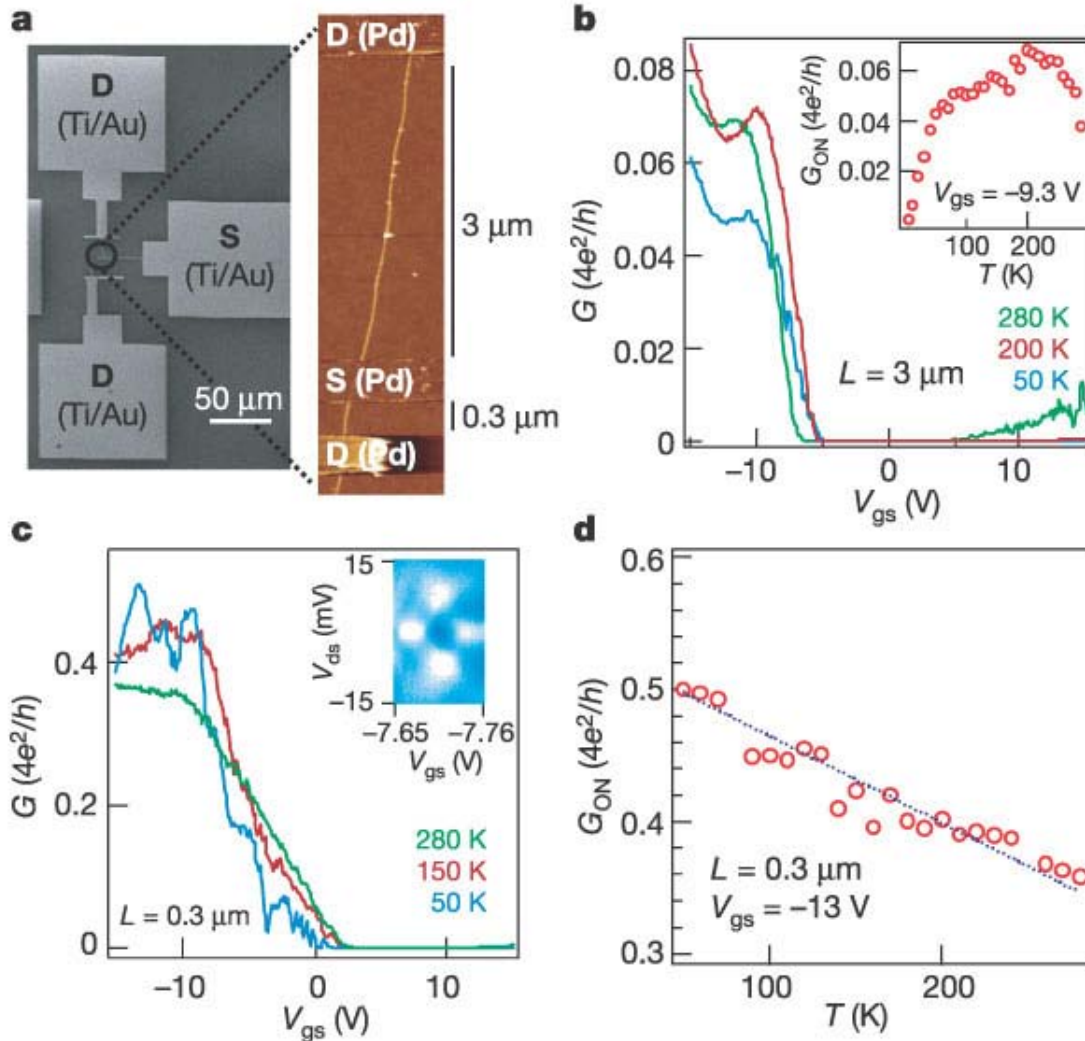 a
D
(Ti/Au)
S
(Ti/Au)
D
(Ti/Au)
50 μm
D (Pd)
3 μm
S (Pd)
0.3 μm
D (Pd)
b
0.08
0.06
0.04
0.02
0
G (4e²/h)
−10
0
10
V_gs (V)
G_ON (4e²/h)
0.06
0.04
0.02
V_gs = −9.3 V
100
200
T (K)
280 K
200 K
50 K
L = 3 μm
c
0.4
0.2
0
G (4e²/h)
−10
0
10
V_gs (V)
15
V_ds (mV)
−15
−7.65
−7.76
V_gs (V)
280 K
150 K
50 K
L = 0.3 μm
d
0.6
0.5
0.4
0.3
G_ON (4e²/h)
L = 0.3 μm
V_gs = −13 V
100
200
T (K)